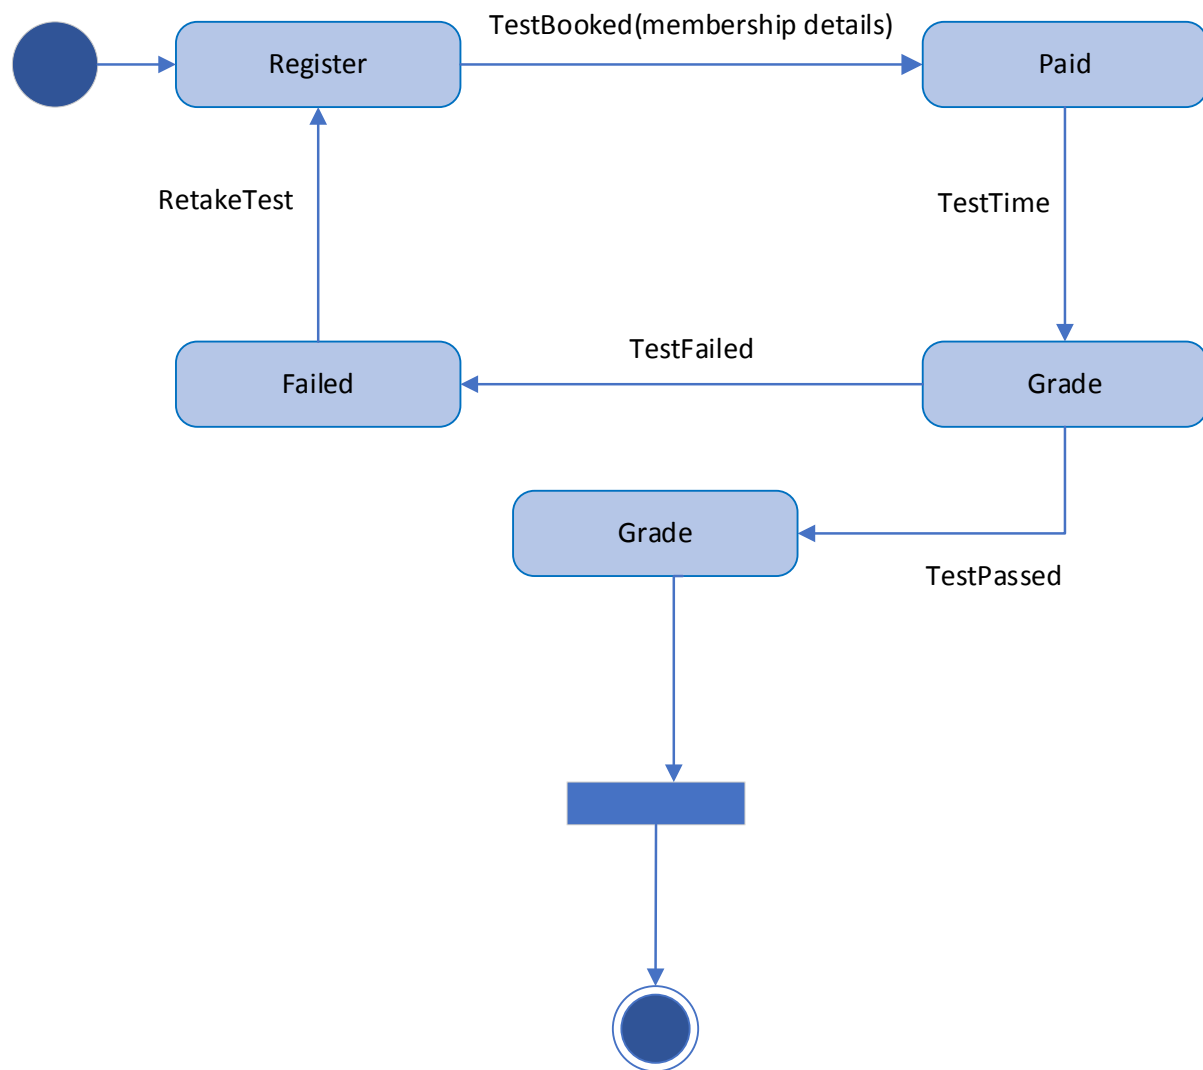 TestBooked(membership details)
Register
Paid
RetakeTest
TestTime
TestFailed
Failed
Grade
Grade
TestPassed